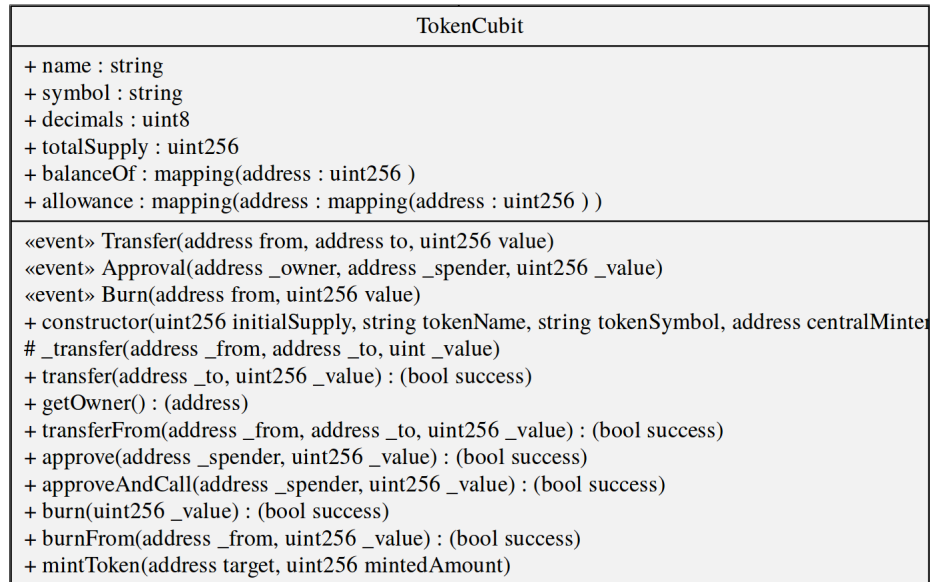 TokenCubit
+ name : string
+ symbol : string
+ decimals : uint8
+ totalSupply : uint256
+ balanceOf : mapping(address : uint256 )
+ allowance : mapping(address : mapping(address : uint256 ) )
«event» Transfer(address from, address to, uint256 value)
«event» Approval(address _owner, address _spender, uint256 _value)
«event» Burn(address from, uint256 value)
+ constructor(uint256 initialSupply, string tokenName, string tokenSymbol, address centralMinter
# _transfer(address _from, address _to, uint _value)
+ transfer(address _to, uint256 _value) : (bool success)
+ getOwner() : (address)
+ transferFrom(address _from, address _to, uint256 _value) : (bool success)
+ approve(address _spender, uint256 _value) : (bool success)
+ approveAndCall(address _spender, uint256 _value) : (bool success)
+ burn(uint256 _value) : (bool success)
+ burnFrom(address _from, uint256 _value) : (bool success)
+ mintToken(address target, uint256 mintedAmount)